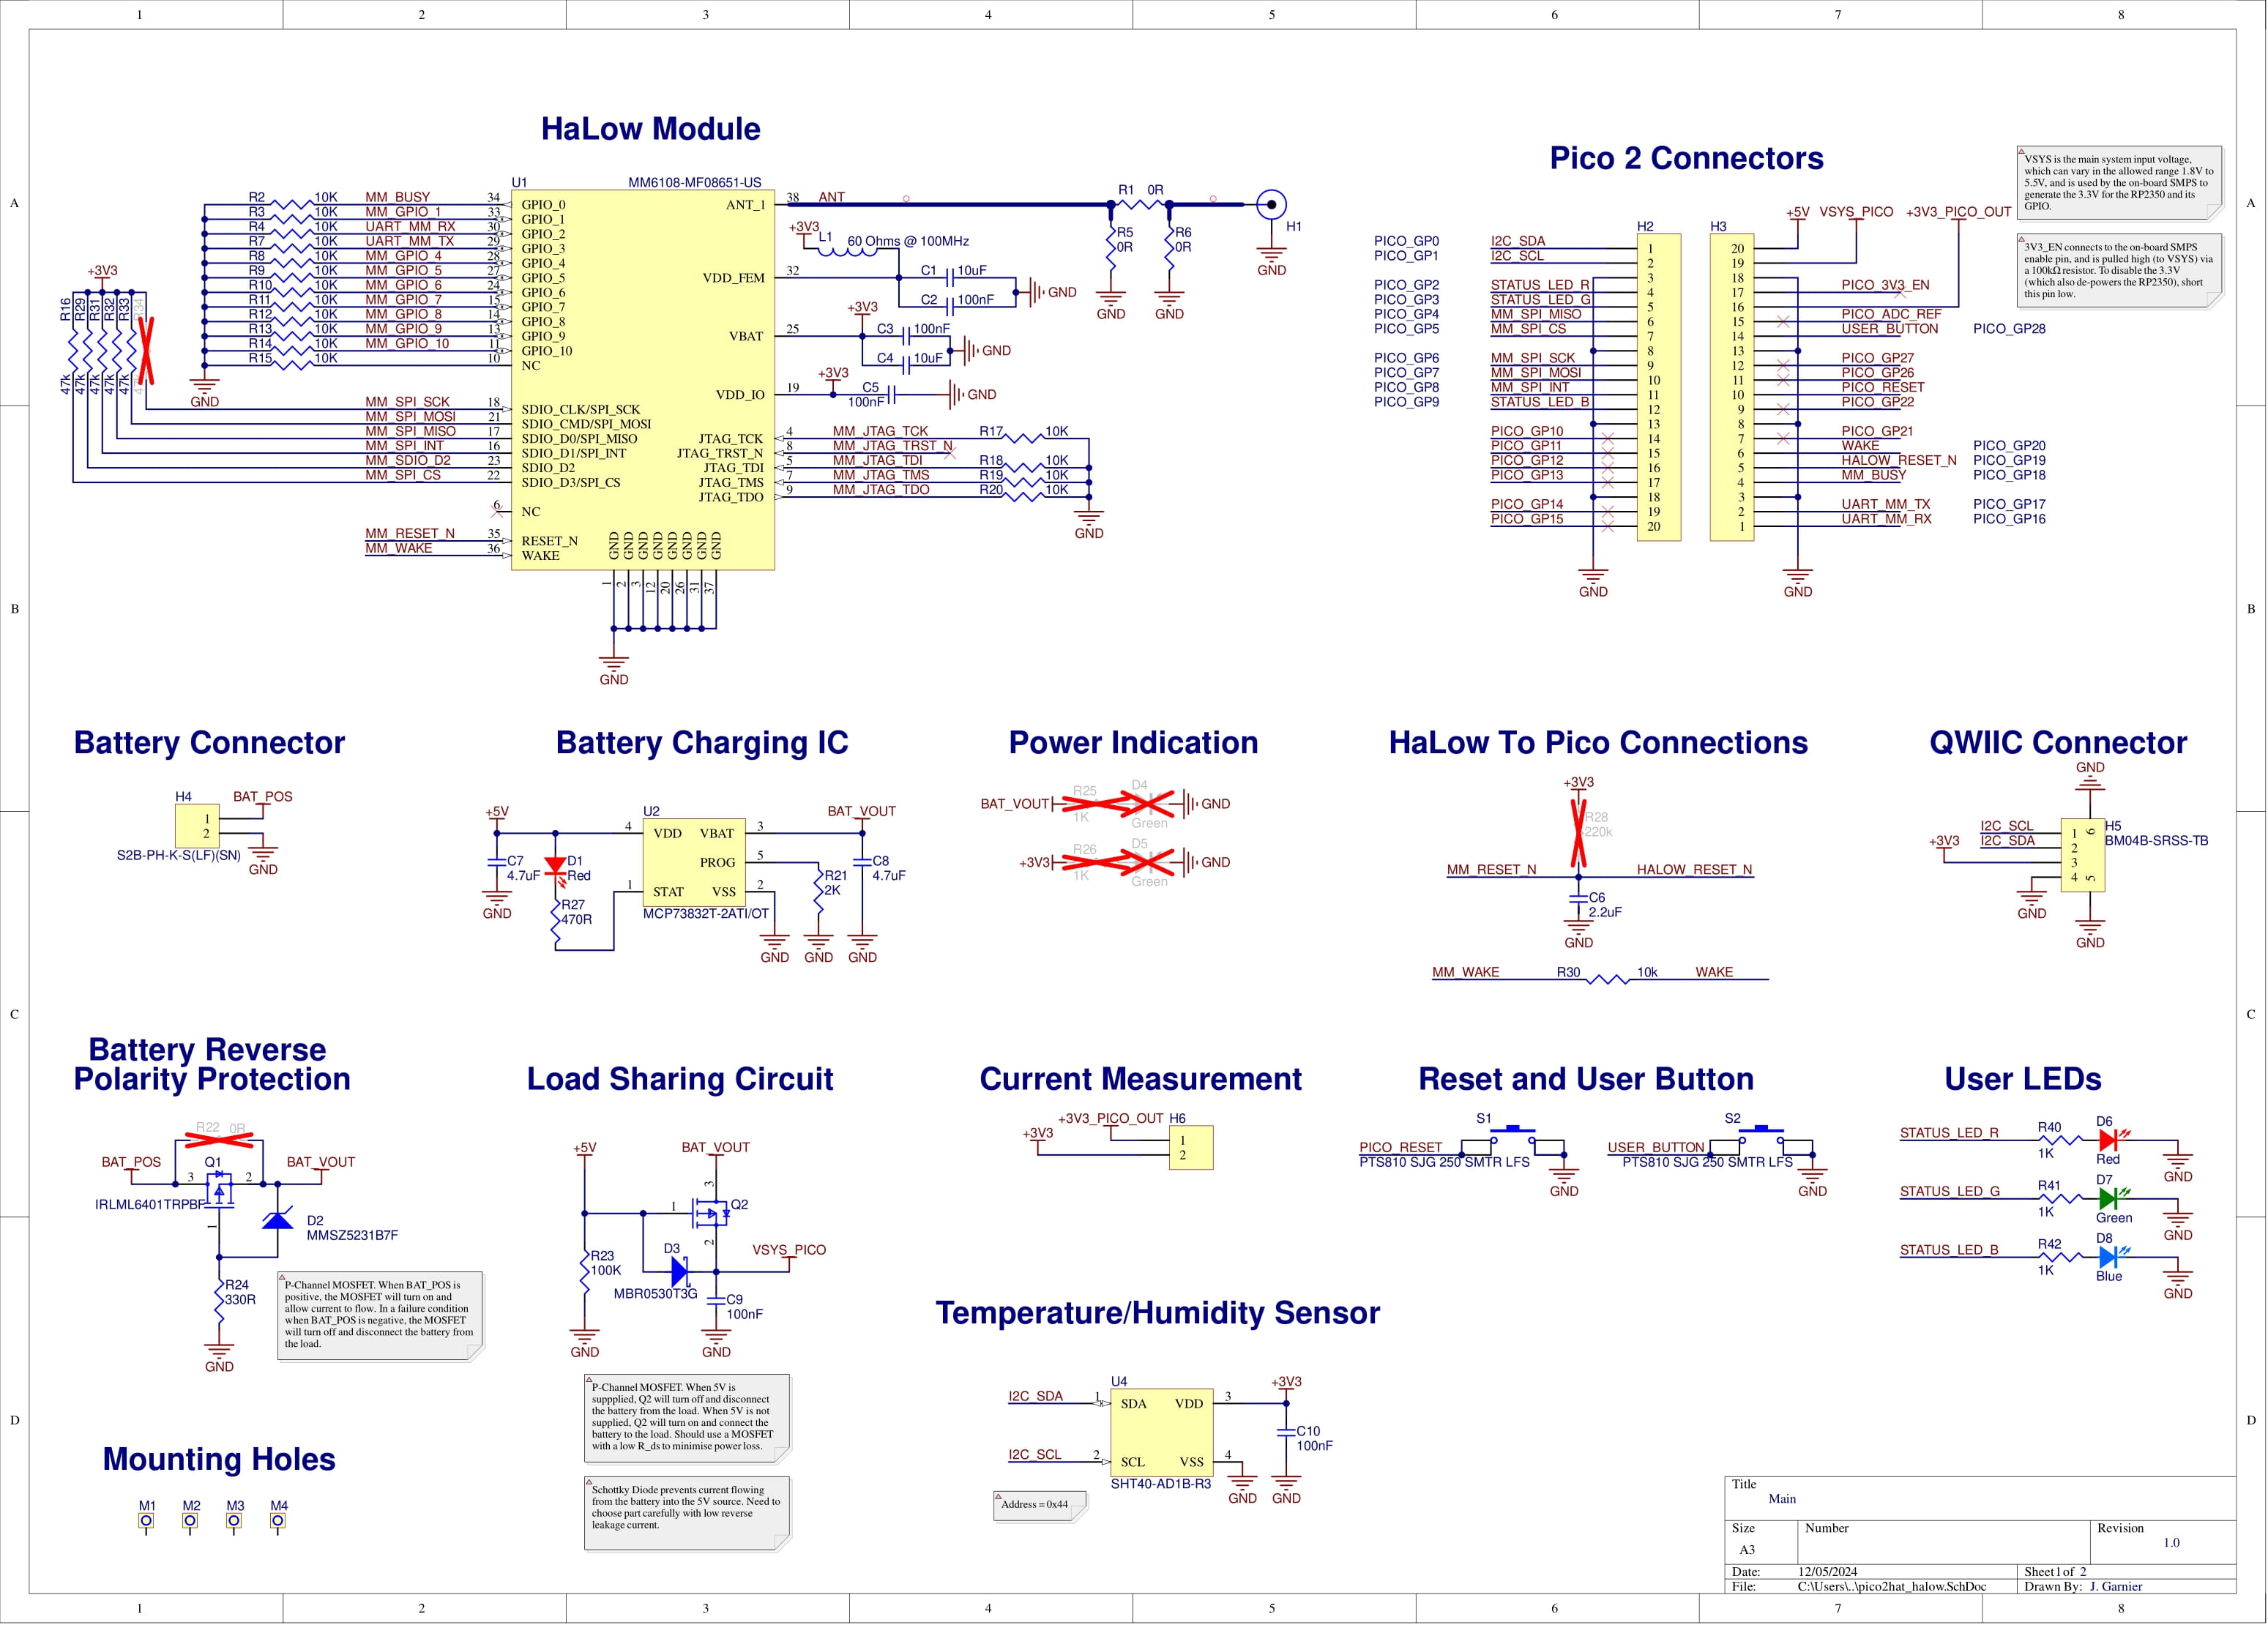 1 2 3 4 5 6 7 8
A
B
C
D
HaLow Module
U1 MM6108-MF08651-US
R2 10K MM_BUSY 34 GPIO_0
R3 10K MM_GPIO_1 33 GPIO_1
R4 10K UART_MM_RX 30 GPIO_2
R7 10K UART_MM_TX 29 GPIO_3
R8 10K MM_GPIO_4 28 GPIO_4
R9 10K MM_GPIO_5 27 GPIO_5
R10 10K MM_GPIO_6 24 GPIO_6
R11 10K MM_GPIO_7 15 GPIO_7
R12 10K MM_GPIO_8 14 GPIO_8
R13 10K MM_GPIO_9 13 GPIO_9
R14 10K MM_GPIO_10 11 GPIO_10
R15 10K 10 NC
GND
+3V3
R16 R29 R31 R32 R33
47k 47k 47k 47k 47k
MM_SPI_SCK 18 SDIO_CLK/SPI_SCK
MM_SPI_MOSI 21 SDIO_CMD/SPI_MOSI
MM_SPI_MISO 17 SDIO_D0/SPI_MISO
MM_SPI_INT 16 SDIO_D1/SPI_INT
MM_SDIO_D2 23 SDIO_D2
MM_SPI_CS 22 SDIO_D3/SPI_CS
6 NC
MM_RESET_N 35 RESET_N
MM_WAKE 36 WAKE
GND GND GND GND GND GND GND GND
1 2 3 12 20 26 31 37
GND
ANT_1 38 ANT
R1 0R
H1
GND
R5 0R
R6 0R
GND GND
+3V3 L1 60 Ohms @ 100MHz
VDD_FEM 32
C1 10uF
C2 100nF
GND
+3V3
VBAT 25
C3 100nF
C4 10uF
GND
+3V3
VDD_IO 19
C5
100nF
GND
JTAG_TCK 4 MM_JTAG_TCK R17 10K
JTAG_TRST_N 8 MM_JTAG_TRST_N
JTAG_TDI 5 MM_JTAG_TDI R18 10K
JTAG_TMS 7 MM_JTAG_TMS R19 10K
JTAG_TDO 9 MM_JTAG_TDO R20 10K
GND
Pico 2 Connectors
H2
PICO_GP0 I2C_SDA 1
PICO_GP1 I2C_SCL 2
3
PICO_GP2 STATUS_LED_R 4
PICO_GP3 STATUS_LED_G 5
PICO_GP4 MM_SPI_MISO 6
PICO_GP5 MM_SPI_CS 7
8
PICO_GP6 MM_SPI_SCK 9
PICO_GP7 MM_SPI_MOSI 10
PICO_GP8 MM_SPI_INT 11
PICO_GP9 STATUS_LED_B 12
13
PICO_GP10 14
PICO_GP11 15
PICO_GP12 16
PICO_GP13 17
18
PICO_GP14 19
PICO_GP15 20
GND
H3
+5V VSYS_PICO +3V3_PICO_OUT
20
19
18
17 PICO_3V3_EN
16
15 PICO_ADC_REF
14 USER_BUTTON PICO_GP28
13
12 PICO_GP27
11 PICO_GP26
10 PICO_RESET
9 PICO_GP22
8
7 PICO_GP21
6 WAKE PICO_GP20
5 HALOW_RESET_N PICO_GP19
4 MM_BUSY PICO_GP18
3
2 UART_MM_TX PICO_GP17
1 UART_MM_RX PICO_GP16
GND
VSYS is the main system input voltage,
which can vary in the allowed range 1.8V to
5.5V, and is used by the on-board SMPS to
generate the 3.3V for the RP2350 and its
GPIO.
3V3_EN connects to the on-board SMPS
enable pin, and is pulled high (to VSYS) via
a 100kΩ resistor. To disable the 3.3V
(which also de-powers the RP2350), short
this pin low.
Battery Connector
H4 BAT_POS
1
2
S2B-PH-K-S(LF)(SN)
GND
Battery Charging IC
+5V U2 BAT_VOUT
4 VDD VBAT 3
PROG 5
1 STAT VSS 2
MCP73832T-2ATI/OT
C7
4.7uF
D1
Red
R27
470R
R21
2K
C8
4.7uF
GND GND GND GND
Power Indication
BAT_VOUT R25 1K D4 Green GND
+3V3 R26 1K D5 Green GND
HaLow To Pico Connections
+3V3
R28
220k
MM_RESET_N HALOW_RESET_N
C6
2.2uF
GND
MM_WAKE R30 10k WAKE
QWIIC Connector
GND
I2C_SCL 1 6 H5
I2C_SDA 2 BM04B-SRSS-TB
+3V3 3
4 5
GND
GND
Battery Reverse
Polarity Protection
R22 0R
BAT_POS Q1 BAT_VOUT
3 2
IRLML6401TRPBF
1
D2
MMSZ5231B7F
R24
330R
GND
P-Channel MOSFET. When BAT_POS is
positive, the MOSFET will turn on and
allow current to flow. In a failure condition
when BAT_POS is negative, the MOSFET
will turn off and disconnect the battery from
the load.
Load Sharing Circuit
+5V BAT_VOUT
3
1 Q2
2
D3 VSYS_PICO
R23
100K
MBR0530T3G
C9
100nF
GND GND
P-Channel MOSFET. When 5V is
suppplied, Q2 will turn off and disconnect
the battery from the load. When 5V is not
supplied, Q2 will turn on and connect the
battery to the load. Should use a MOSFET
with a low R_ds to minimise power loss.
Schottky Diode prevents current flowing
from the battery into the 5V source. Need to
choose part carefully with low reverse
leakage current.
Current Measurement
+3V3_PICO_OUT H6
+3V3 1
2
Reset and User Button
S1
PICO_RESET
PTS810 SJG 250 SMTR LFS
GND
S2
USER_BUTTON
PTS810 SJG 250 SMTR LFS
GND
User LEDs
STATUS_LED_R R40 1K D6 Red GND
STATUS_LED_G R41 1K D7 Green GND
STATUS_LED_B R42 1K D8 Blue GND
Temperature/Humidity Sensor
U4 +3V3
I2C_SDA 1 SDA VDD 3
I2C_SCL 2 SCL VSS 4
SHT40-AD1B-R3
C10
100nF
GND GND
Address = 0x44
Mounting Holes
M1 M2 M3 M4
Title
Main
Size Number Revision
A3 1.0
Date: 12/05/2024 Sheet 1 of 2
File: C:\Users\..\pico2hat_halow.SchDoc Drawn By: J. Garnier
A
B
C
D
1 2 3 4 5 6 7 8